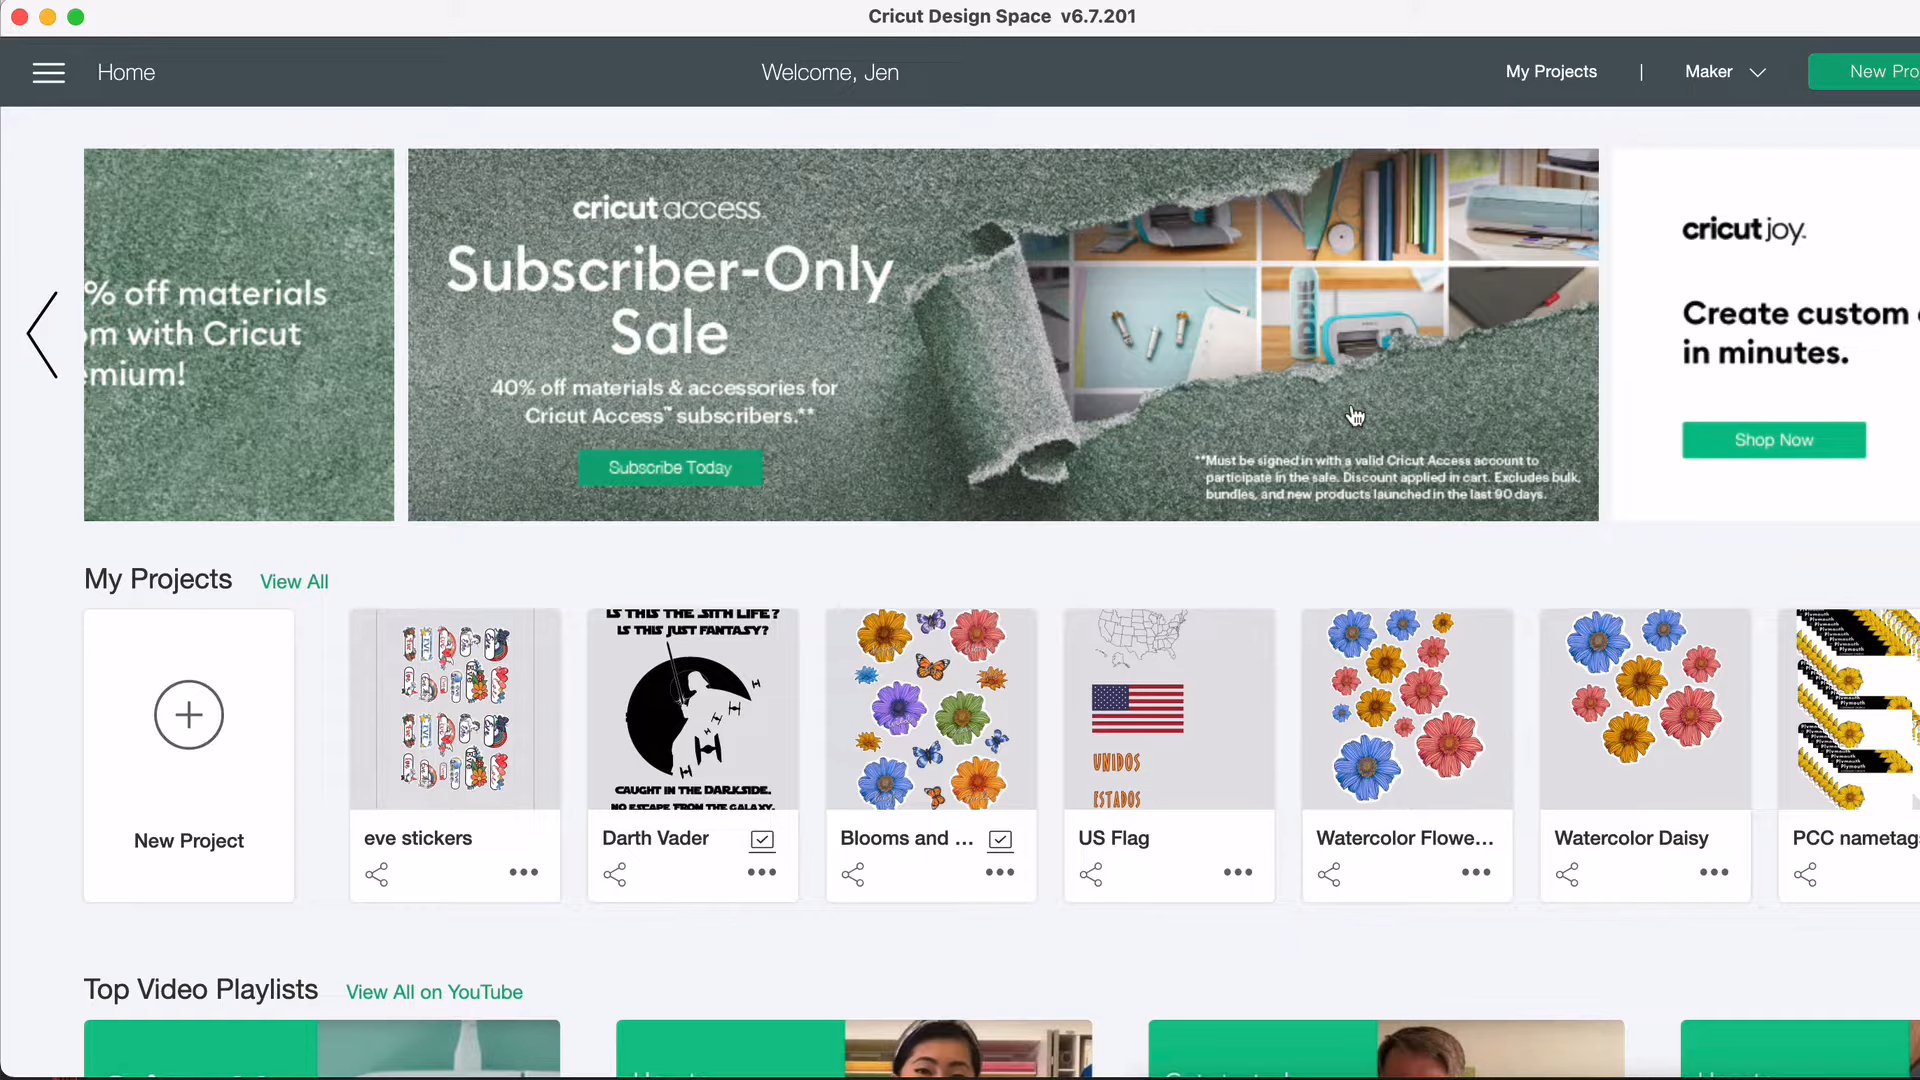 Cricut Design Space v6.7.201
Home
Welcome, Jen
My Projects
Maker
New Pro
% off materials
m with Cricut
emium!
cricut access
Subscriber-Only
Sale
40% off materials & accessories for
Cricut Access™ subscribers.**
Subscribe Today
**Must be signed in with a valid Cricut Access account to
participate in the sale. Discount applied in cart. Excludes bulk,
bundles, and new products launched in the last 90 days.
cricut joy.
Create custom
in minutes.
Shop Now
My Projects View All
New Project
IS THIS THE SITH LIFE?
IS THIS JUST FANTASY?
CAUGHT IN THE DARKSIDE.
NO ESCAPE FROM THE GALAXY.
UNIDOS
ESTADOS
eve stickers
Darth Vader
Blooms and ...
US Flag
Watercolor Flowe...
Watercolor Daisy
PCC nametags
Top Video Playlists View All on YouTube